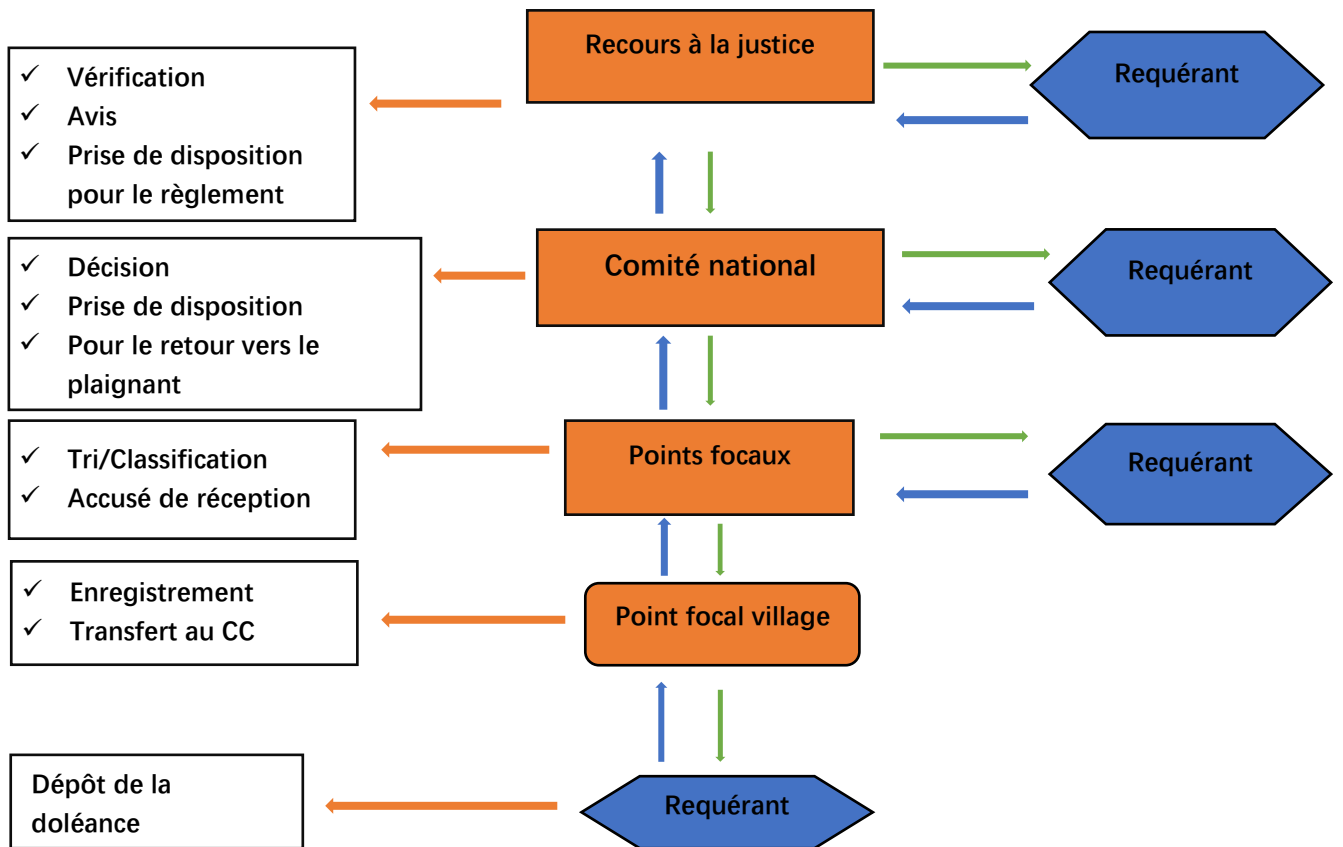 Recours à la justice
Requérant
✓ Vérification
✓ Avis
✓ Prise de disposition
pour le règlement
Comité national
Requérant
✓ Décision
✓ Prise de disposition
✓ Pour le retour vers le
plaignant
Points focaux
Requérant
✓ Tri/Classification
✓ Accusé de réception
Point focal village
✓ Enregistrement
✓ Transfert au CC
Requérant
Dépôt de la
doléance